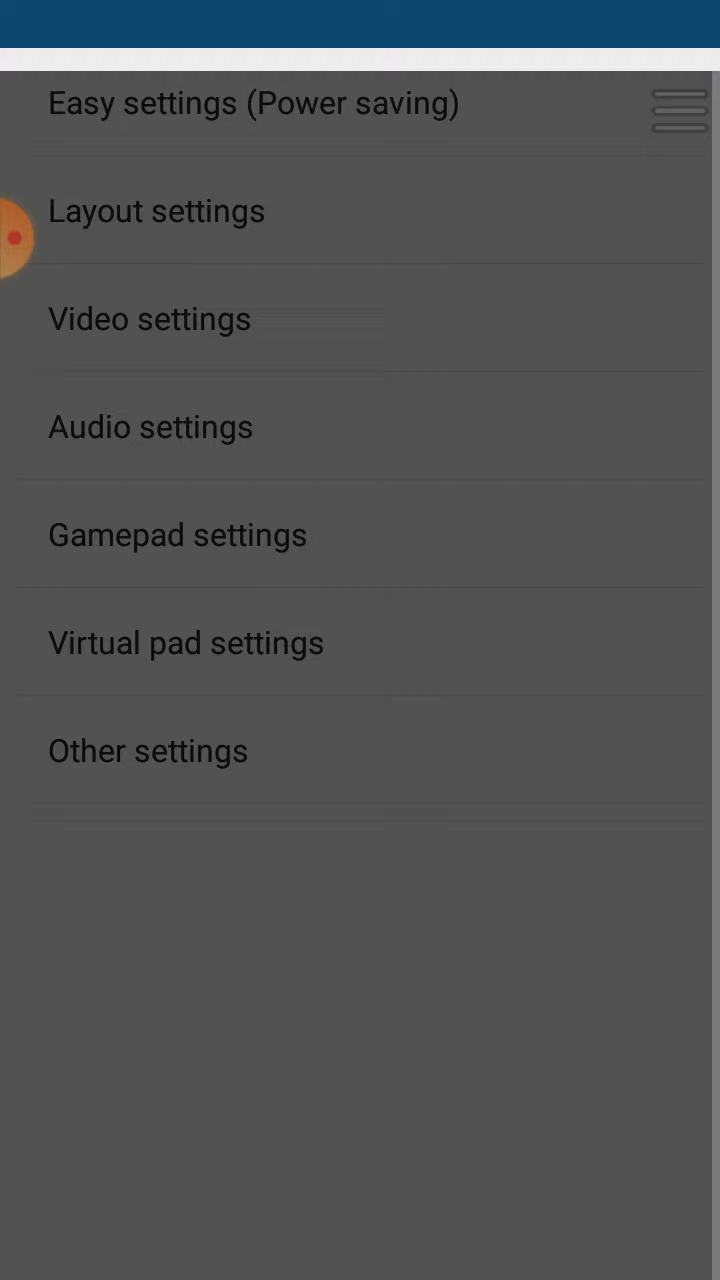 Easy settings (Power saving)
Layout settings
Video settings
Audio settings
Gamepad settings
Virtual pad settings
Other settings